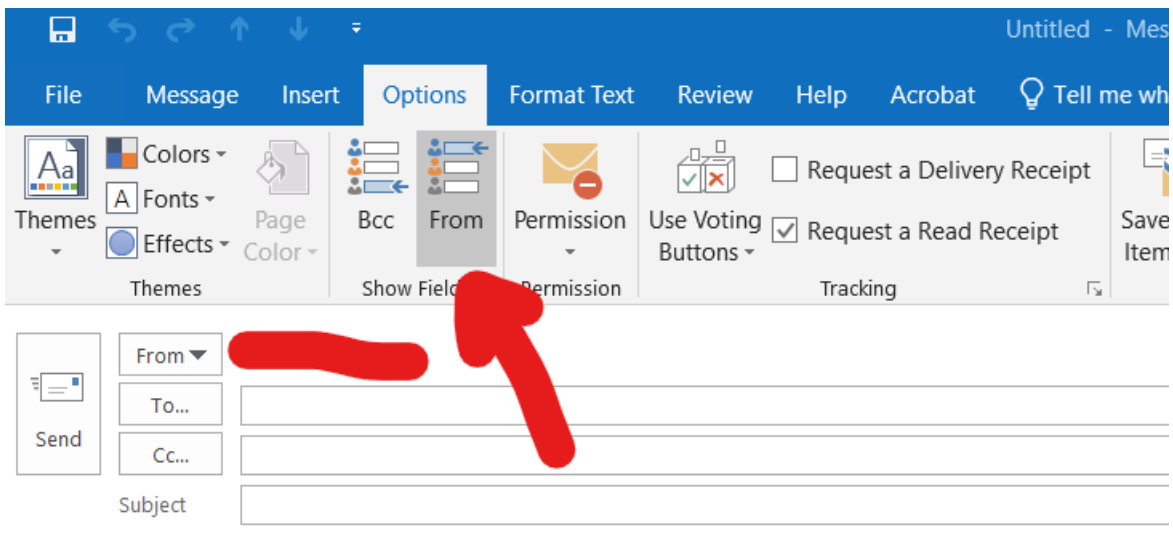 Untitled - Mes
File Message Insert Options Format Text Review Help Acrobat Tell me wh
Aa Themes
Colors
A Fonts
Effects
Page Color
Bcc
From
Permission
Use Voting Buttons
Request a Delivery Receipt
Request a Read Receipt
Save
Item
Themes Show Field Permission Tracking
Send
From
To...
Cc...
Subject